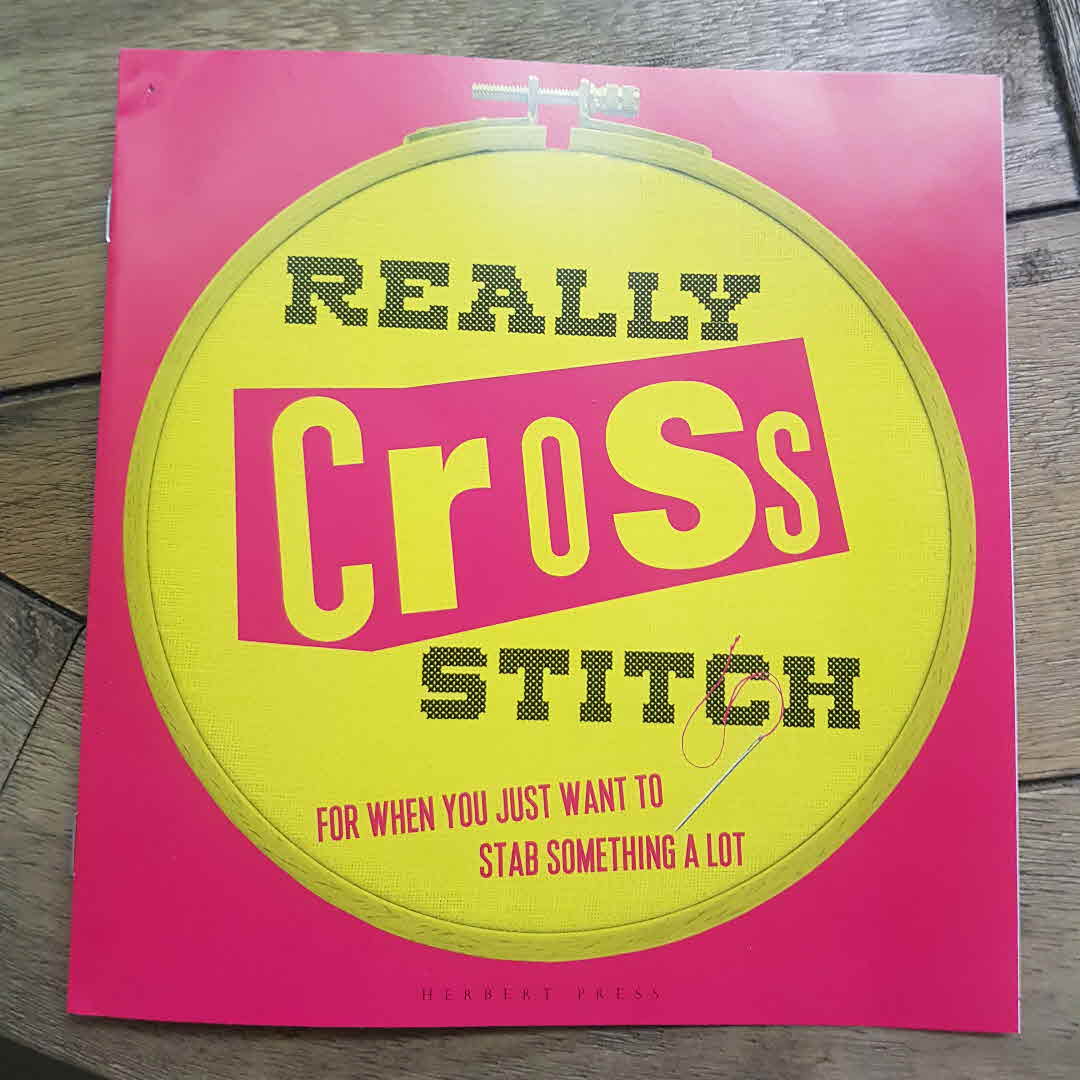 REALLY
CrOSS
STITCH
FOR WHEN YOU JUST WANT TO
STAB SOMETHING A LOT
HERBERT PRESS